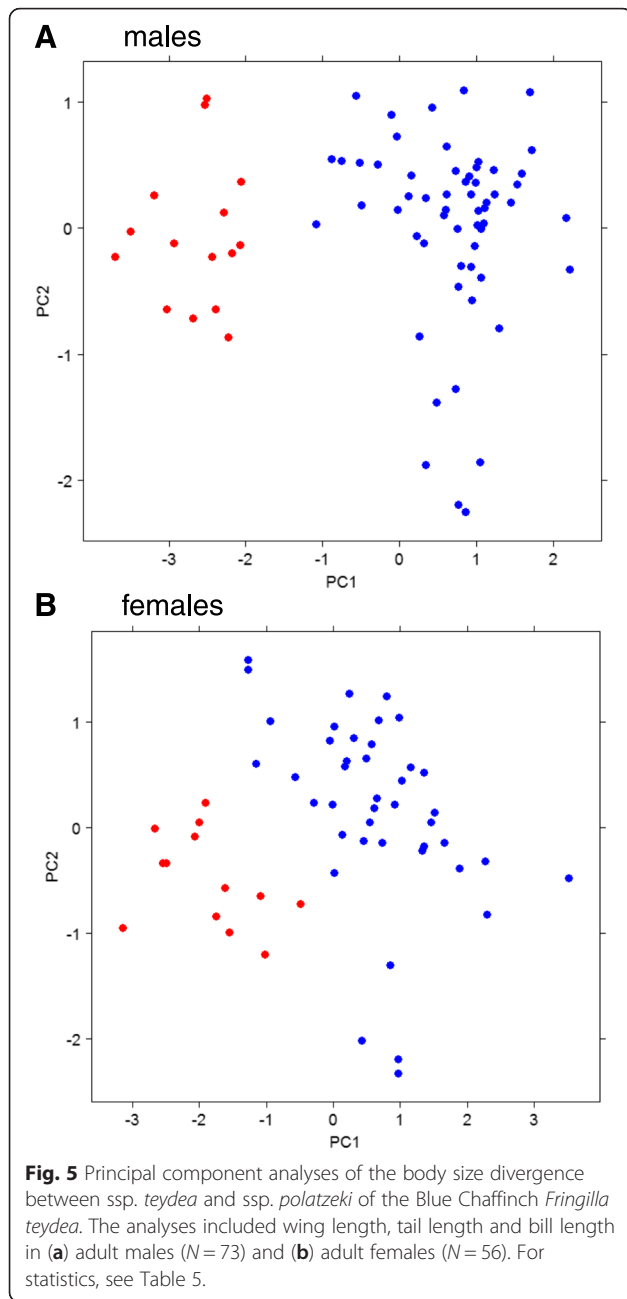 A males
1
0
-1
-2
PC2
-3 -2 -1 0 1 2
PC1
B females
1
0
-1
-2
PC2
-3 -2 -1 0 1 2 3
PC1
Fig. 5 Principal component analyses of the body size divergence
between ssp. teydea and ssp. polatzeki of the Blue Chaffinch Fringilla
teydea. The analyses included wing length, tail length and bill length
in (a) adult males (N = 73) and (b) adult females (N = 56). For
statistics, see Table 5.